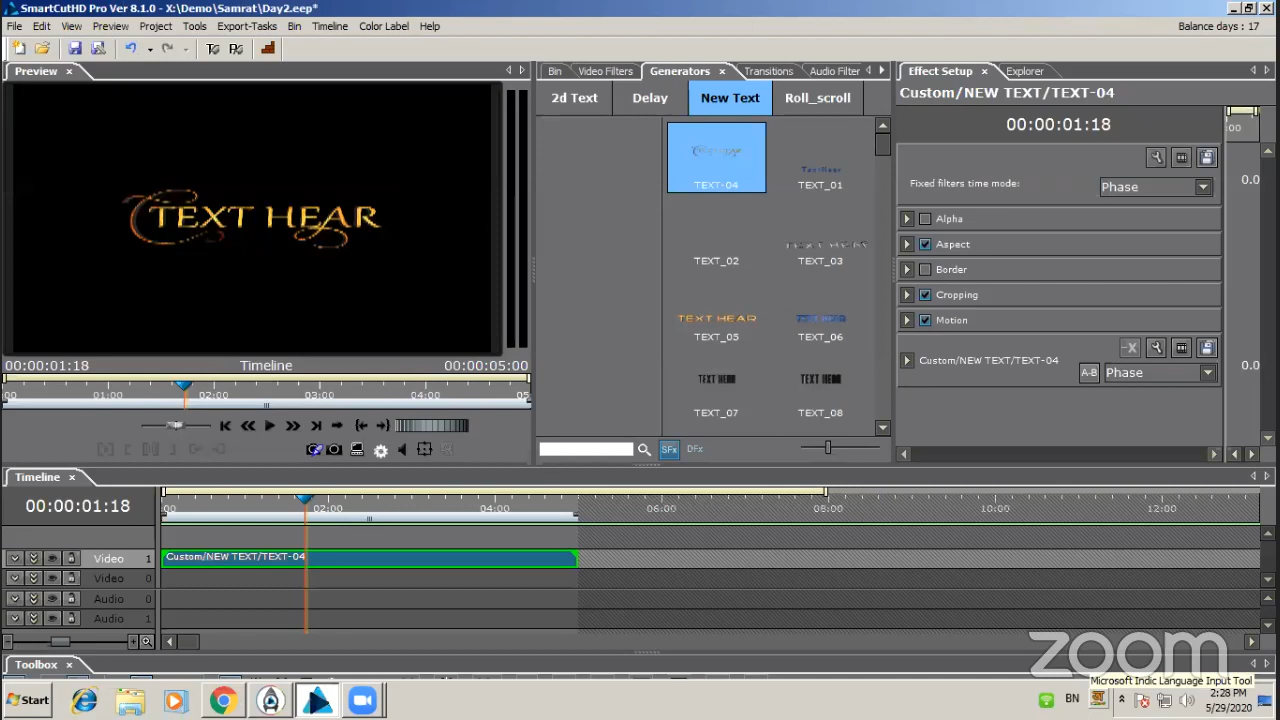 SmartCutHD Pro Ver 8.1.0 - X:\Demo\Samrat\Day2.eep*
File Edit View Preview Project Tools Export-Tasks Bin Timeline Color Label Help
Balance days : 17
Preview
TEXT HEAR
00:00:01:18 Timeline 00:00:05:00
00 01:00 02:00 03:00 04:00 05
Bin Video Filters Generators Transitions Audio Filter
2d Text Delay New Text Roll_scroll
TEXT-04 TEXT_01
TEXT_02 TEXT_03
TEXT HEAR
TEXT_05 TEXT_06
TEXT HEAR TEXT HEAR
TEXT_07 TEXT_08
SFx DFx
Effect Setup Explorer
Custom/NEW TEXT/TEXT-04
00:00:01:18
:00
Fixed filters time mode: Phase
0.0
Alpha
Aspect
Border
Cropping
Motion
Custom/NEW TEXT/TEXT-04
-X
A-B Phase
0.0
Timeline
00:00:01:18
00 02:00 04:00 06:00 08:00 10:00 12:00
Video 1 Custom/NEW TEXT/TEXT-04
Video 0
Audio 0
Audio 1
Toolbox
zoom
Microsoft Indic Language Input Tool
Start
BN
2:28 PM
5/29/2020